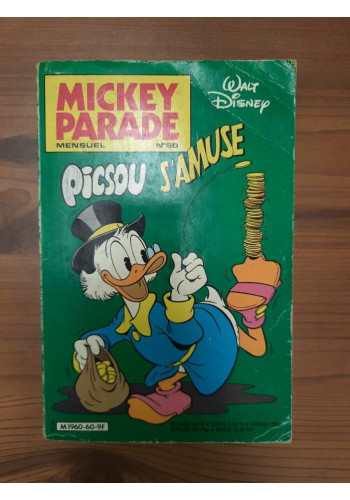 MICKEY
PARADE
MENSUEL N°60
WALT
DISNEY
PICSOU S'AMUSE
M 1960-60-9F